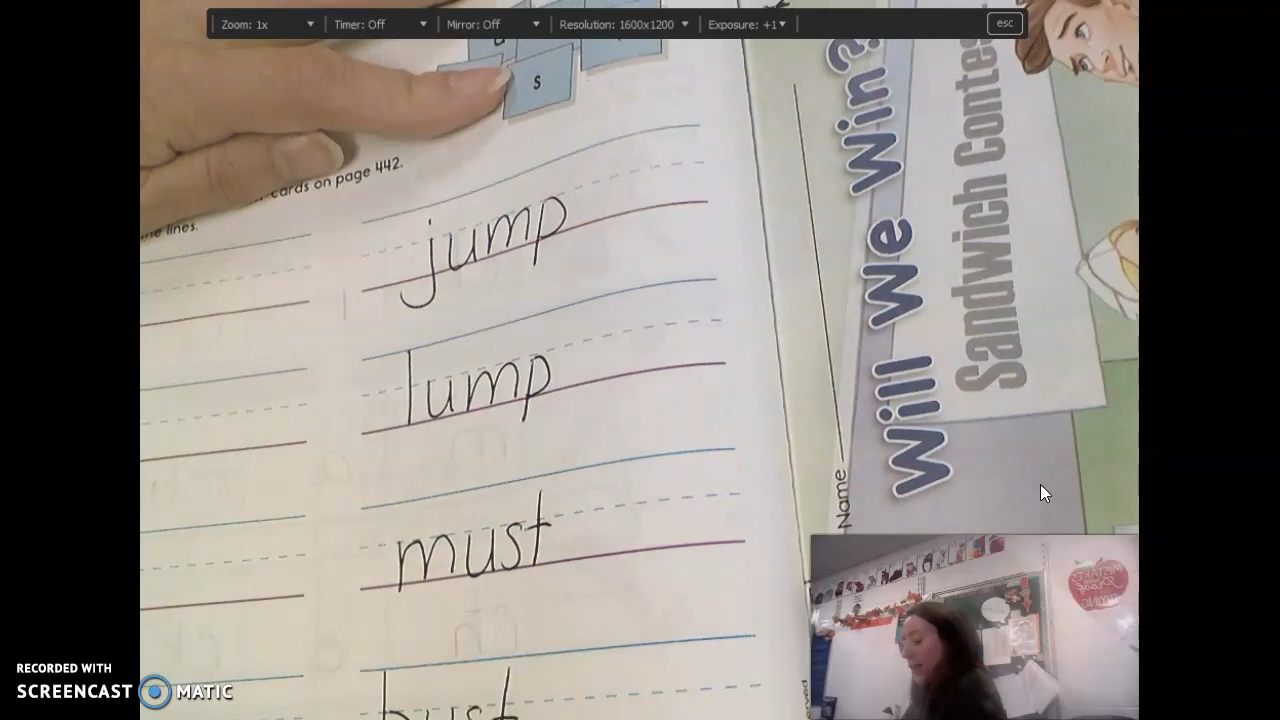 Zoom: 1x Timer: Off Mirror: Off Resolution: 1600x1200 Exposure: +1 esc
s
cards on page 442.
lines.
jump
lump
must
Will We Win?
Sandwich
Name
RECORDED WITH
SCREENCAST MATIC